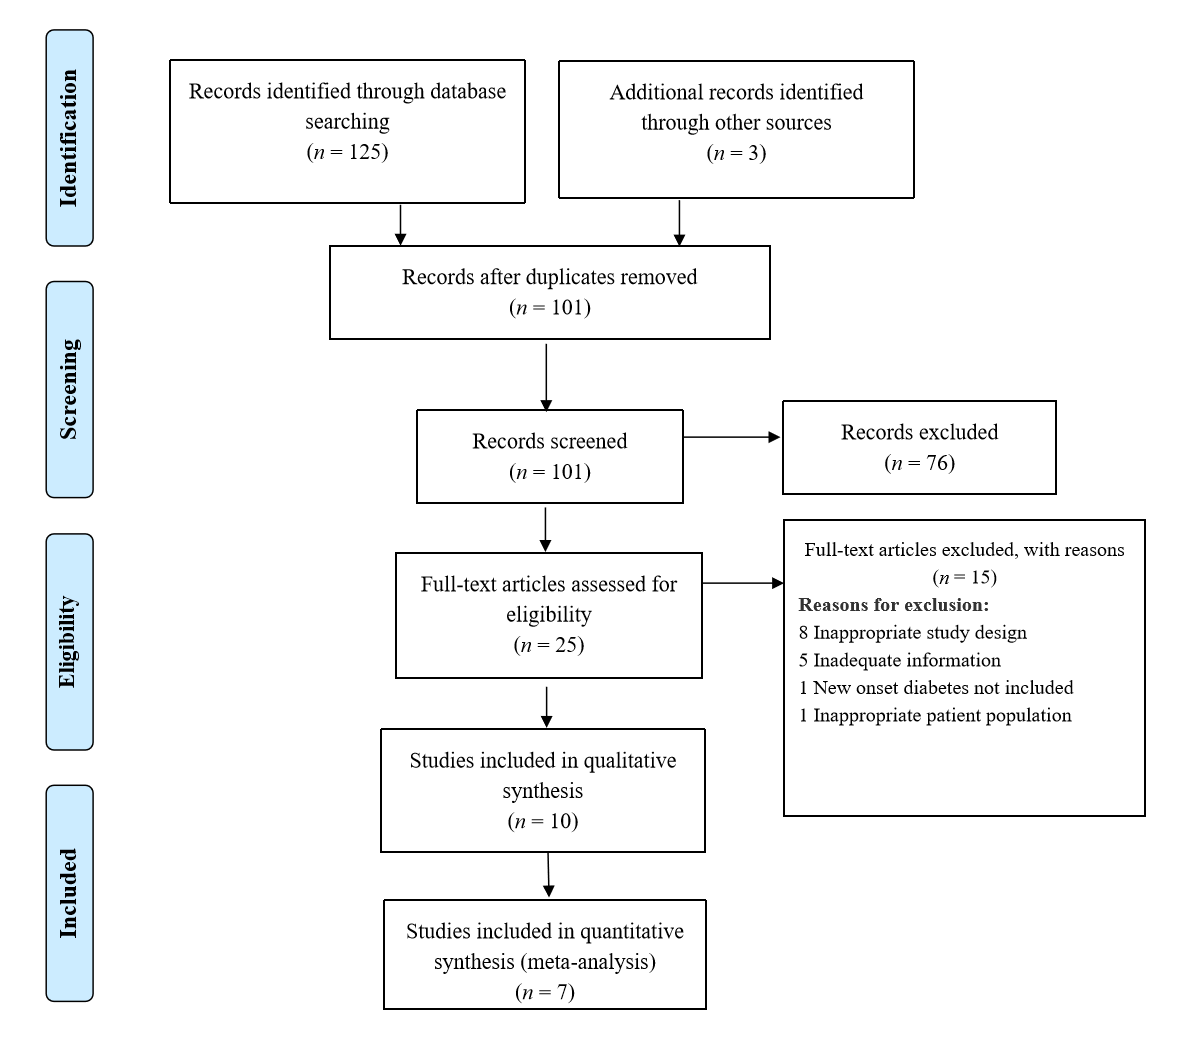 Identification
Records identified through database
searching
(n = 125)
Additional records identified
through other sources
(n = 3)
Records after duplicates removed
(n = 101)
Screening
Records screened
(n = 101)
Records excluded
(n = 76)
Eligibility
Full-text articles assessed for
eligibility
(n = 25)
Full-text articles excluded, with reasons
(n = 15)
Reasons for exclusion:
8 Inappropriate study design
5 Inadequate information
1 New onset diabetes not included
1 Inappropriate patient population
Studies included in qualitative
synthesis
(n = 10)
Included
Studies included in quantitative
synthesis (meta-analysis)
(n = 7)